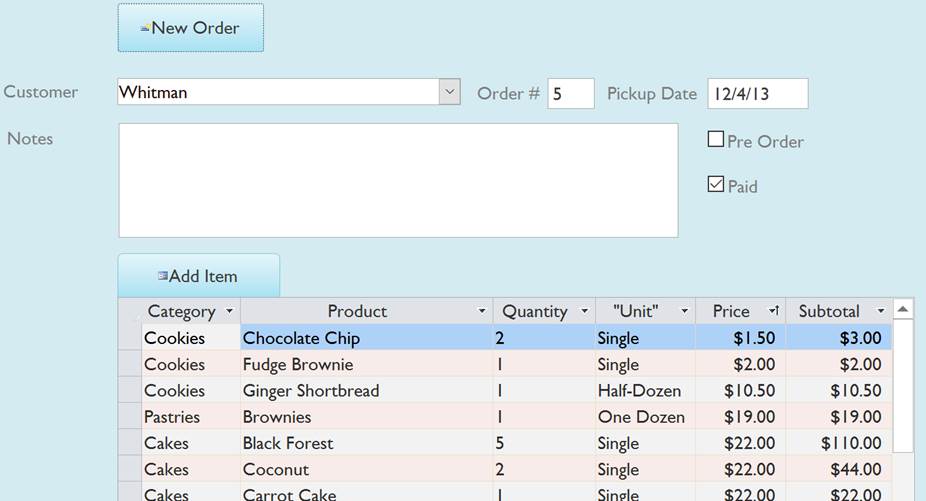 New Order
Customer Whitman Order # 5 Pickup Date 12/4/13
Notes
Pre Order
Paid
Add Item
Category Product Quantity "Unit" Price Subtotal
Cookies Chocolate Chip 2 Single $1.50 $3.00
Cookies Fudge Brownie 1 Single $2.00 $2.00
Cookies Ginger Shortbread 1 Half-Dozen $10.50 $10.50
Pastries Brownies 1 One Dozen $19.00 $19.00
Cakes Black Forest 5 Single $22.00 $110.00
Cakes Coconut 2 Single $22.00 $44.00
Cakes Carrot Cake 1 Single $22.00 $22.00